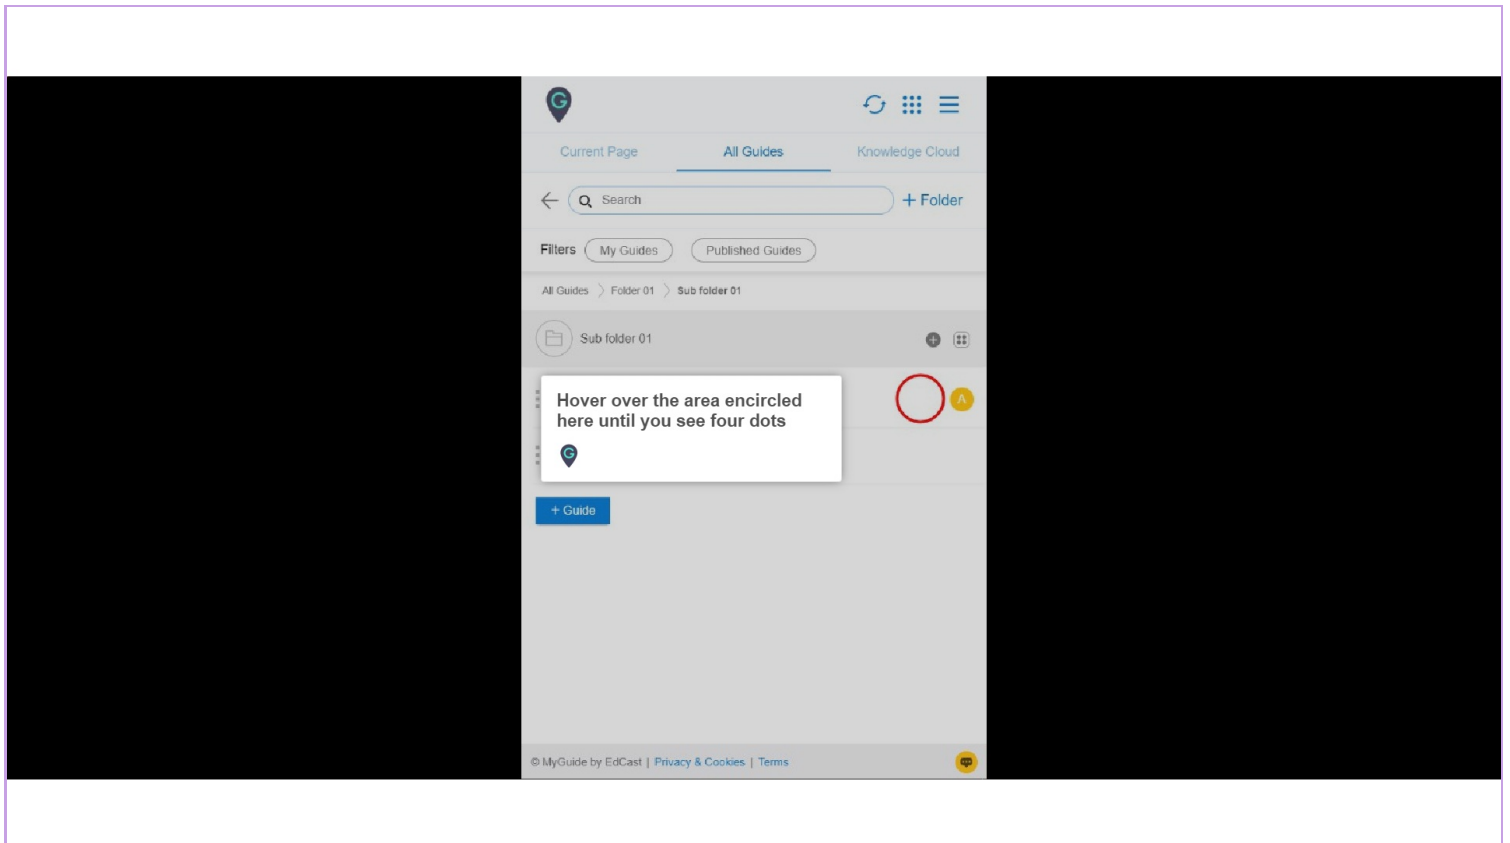 G
Current Page All Guides Knowledge Cloud
Search + Folder
Filters My Guides Published Guides
All Guides Folder 01 Sub folder 01
Sub folder 01
Hover over the area encircled
here until you see four dots
A
G
+ Guide
© MyGuide by EdCast | Privacy & Cookies | Terms